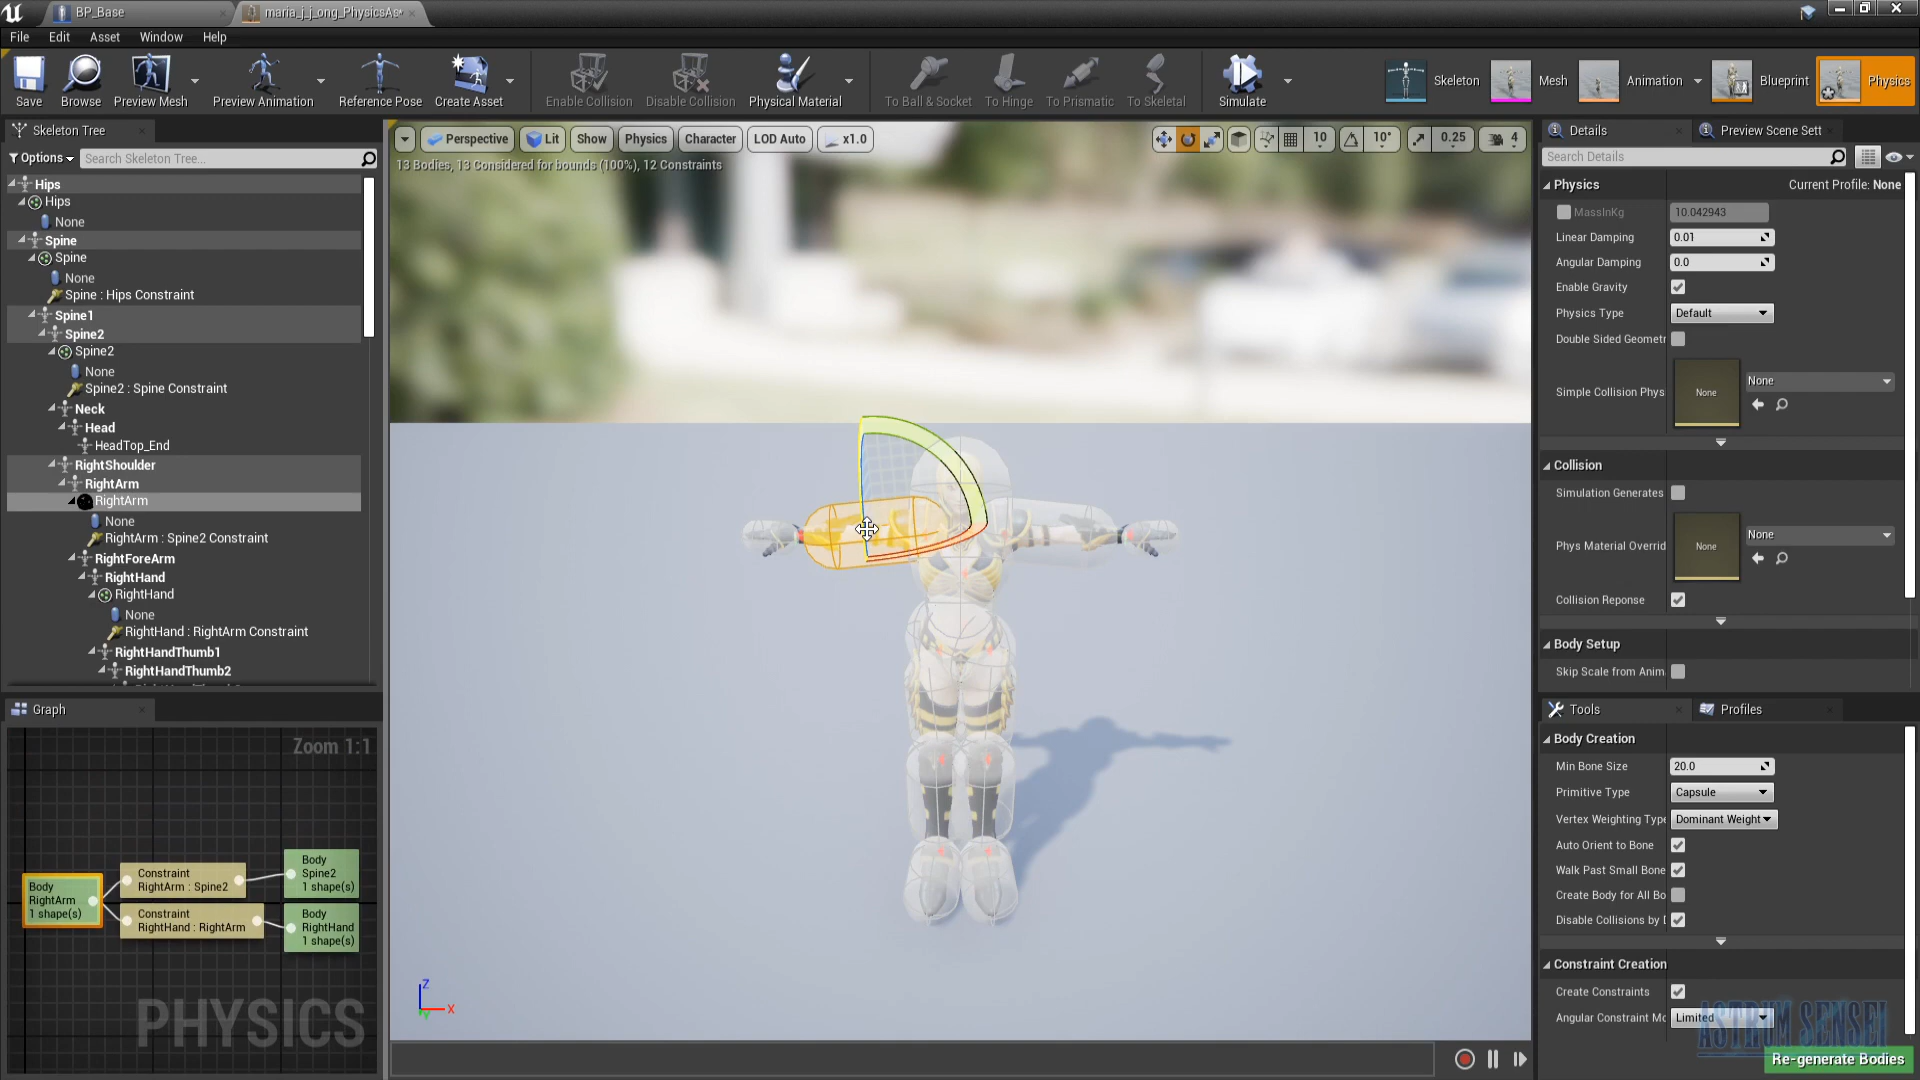 BP_Base
maria_j_j_ong_PhysicsAs*
File Edit Asset Window Help
Save
Browse
Preview Mesh
Preview Animation
Reference Pose
Create Asset
Enable Collision
Disable Collision
Physical Material
To Ball & Socket
To Hinge
To Prismatic
To Skeletal
Simulate
Skeleton
Mesh
Animation
Blueprint
Physics
Skeleton Tree
Options
Search Skeleton Tree...
Hips
Hips
None
Spine
Spine
None
Spine : Hips Constraint
Spine1
Spine2
Spine2
None
Spine2 : Spine Constraint
Neck
Head
HeadTop_End
RightShoulder
RightArm
RightArm
None
RightArm : Spine2 Constraint
RightForeArm
RightHand
RightHand
None
RightHand : RightArm Constraint
RightHandThumb1
RightHandThumb2
Graph
Zoom 1:1
Body
RightArm
1 shape(s)
Constraint
RightArm : Spine2
Constraint
RightHand : RightArm
Body
Spine2
1 shape(s)
Body
RightHand
1 shape(s)
PHYSICS
Perspective
Lit
Show
Physics
Character
LOD Auto
x1.0
10
10°
0.25
4
13 Bodies, 13 Considered for bounds (100%), 12 Constraints
Z
X
Y
Details
Preview Scene Sett
Search Details
Physics
Current Profile: None
MassInKg 10.042943
Linear Damping 0.01
Angular Damping 0.0
Enable Gravity
Physics Type Default
Double Sided Geometr
Simple Collision Phys None None
Collision
Simulation Generates
Phys Material Overrid None None
Collision Reponse
Body Setup
Skip Scale from Anim
Tools
Profiles
Body Creation
Min Bone Size 20.0
Primitive Type Capsule
Vertex Weighting Type Dominant Weight
Auto Orient to Bone
Walk Past Small Bone
Create Body for All Bo
Disable Collisions by D
Constraint Creation
Create Constraints
Angular Constraint Mo Limited
ASTRUM SENSEI
Re-generate Bodies